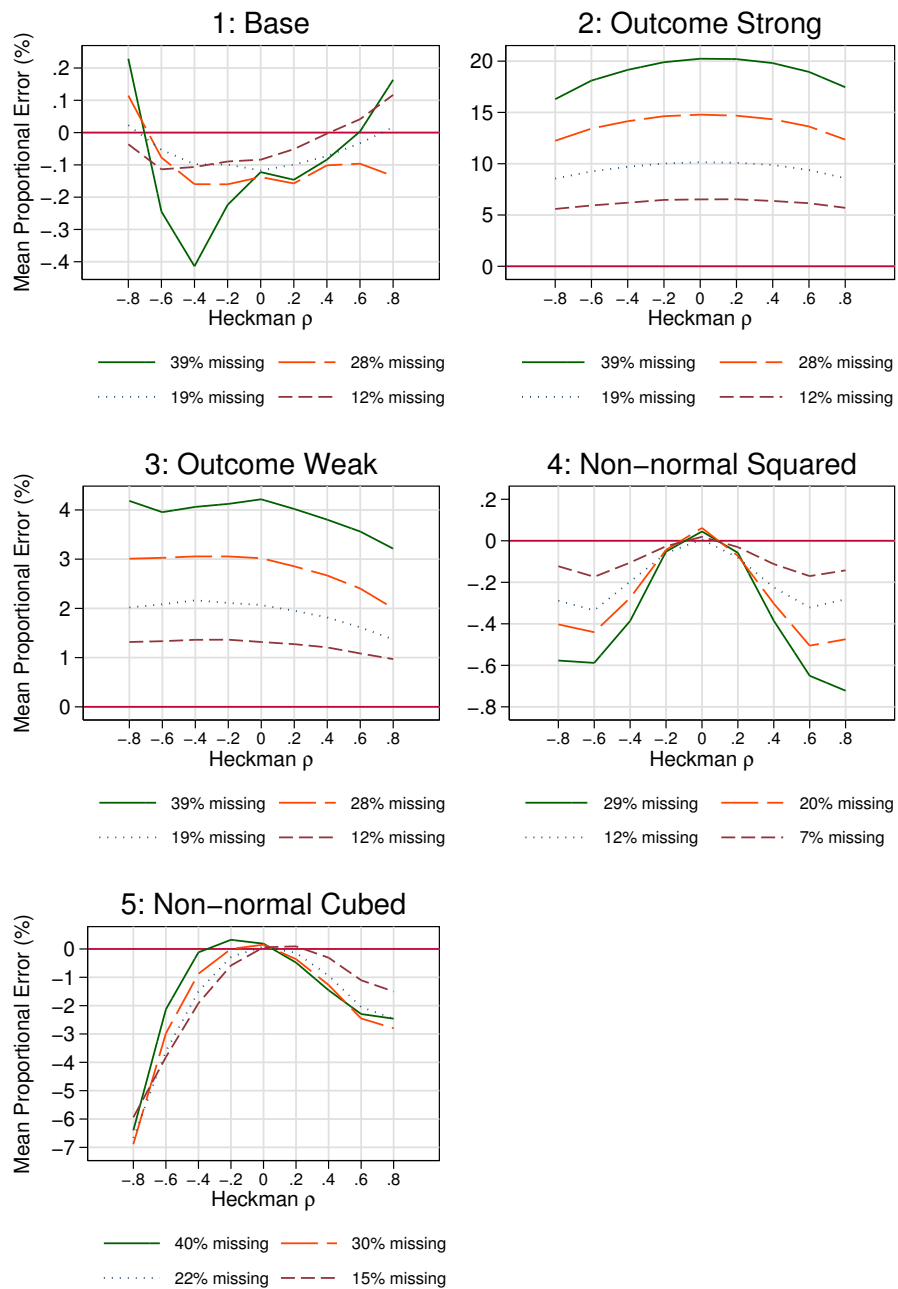 1: Base
Mean Proportional Error (%)
.2
.1
0
−.1
−.2
−.3
−.4
−.8 −.6 −.4 −.2 0 .2 .4 .6 .8
Heckman ρ
39% missing 28% missing
19% missing 12% missing
2: Outcome Strong
20
15
10
5
0
−.8 −.6 −.4 −.2 0 .2 .4 .6 .8
Heckman ρ
39% missing 28% missing
19% missing 12% missing
3: Outcome Weak
Mean Proportional Error (%)
4
3
2
1
0
−.8 −.6 −.4 −.2 0 .2 .4 .6 .8
Heckman ρ
39% missing 28% missing
19% missing 12% missing
4: Non−normal Squared
.2
0
−.2
−.4
−.6
−.8
−.8 −.6 −.4 −.2 0 .2 .4 .6 .8
Heckman ρ
29% missing 20% missing
12% missing 7% missing
5: Non−normal Cubed
Mean Proportional Error (%)
0
−1
−2
−3
−4
−5
−6
−7
−.8 −.6 −.4 −.2 0 .2 .4 .6 .8
Heckman ρ
40% missing 30% missing
22% missing 15% missing